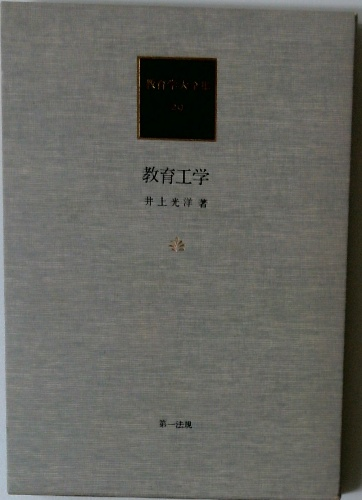 教育学大全集
教育工学
井上光洋著
第一法規